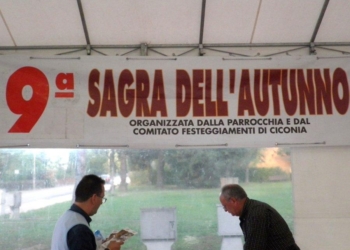 9ª SAGRA DELL'AUTUNNO
ORGANIZZATA DALLA PARROCCHIA E DAL
COMITATO FESTEGGIAMENTI DI CICONIA